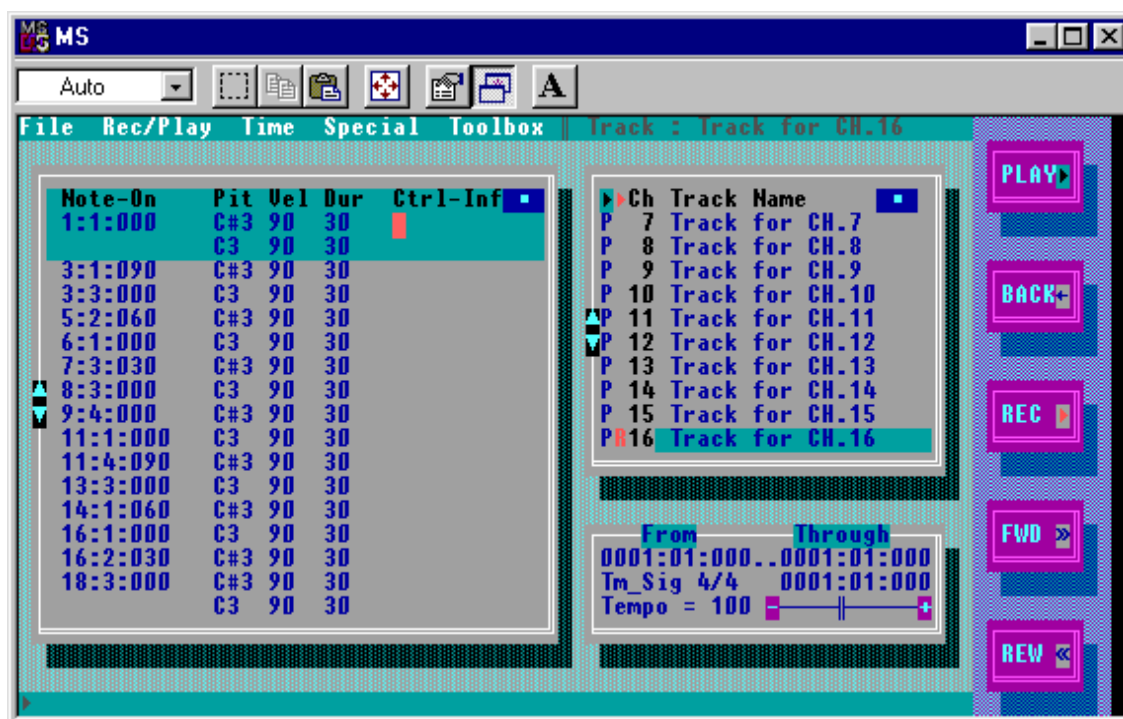 MS
Auto
A
File Rec/Play Time Special Toolbox ‖ Track : Track for CH.16
Note-On Pit Vel Dur Ctrl-Inf
1:1:000 C#3 90 30
C3 90 30
3:1:090 C#3 90 30
3:3:000 C3 90 30
5:2:060 C#3 90 30
6:1:000 C3 90 30
7:3:030 C#3 90 30
8:3:000 C3 90 30
9:4:000 C#3 90 30
11:1:000 C3 90 30
11:4:090 C#3 90 30
13:3:000 C3 90 30
14:1:060 C#3 90 30
16:1:000 C3 90 30
16:2:030 C#3 90 30
18:3:000 C#3 90 30
C3 90 30
Ch Track Name
P 7 Track for CH.7
P 8 Track for CH.8
P 9 Track for CH.9
P 10 Track for CH.10
P 11 Track for CH.11
P 12 Track for CH.12
P 13 Track for CH.13
P 14 Track for CH.14
P 15 Track for CH.15
PR16 Track for CH.16
From Through
0001:01:000..0001:01:000
Tm_Sig 4/4 0001:01:000
Tempo = 100 - +
PLAY
BACK←
REC
FWD »
REW «